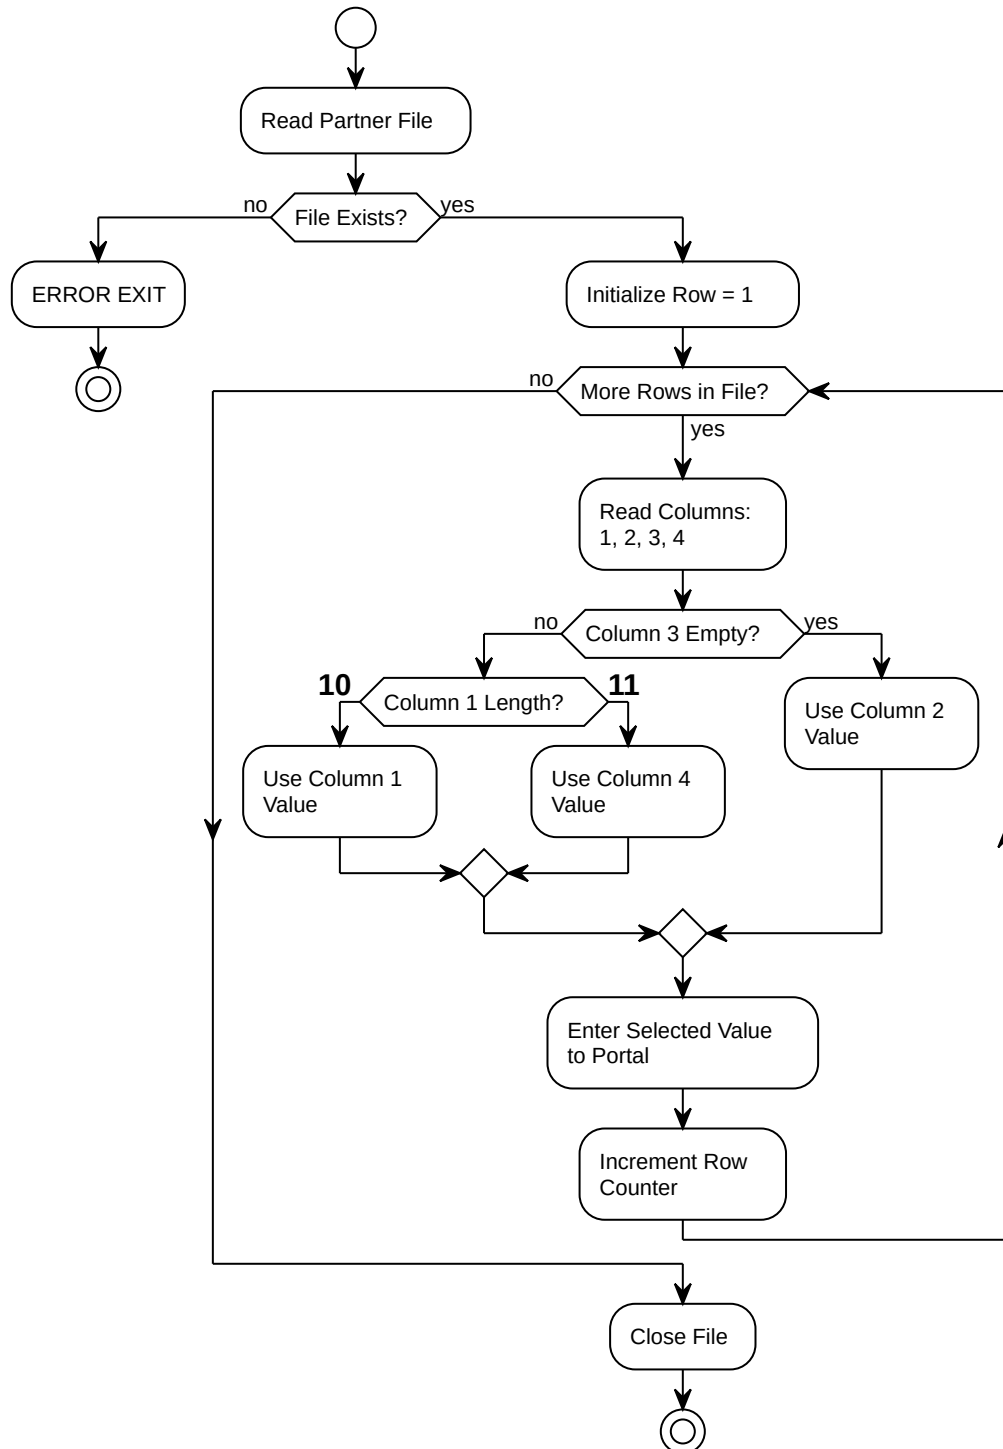 Read Partner File
no
File Exists?
yes
ERROR EXIT
Initialize Row = 1
no
More Rows in File?
yes
Read Columns:
1, 2, 3, 4
no
Column 3 Empty?
yes
10
Column 1 Length?
11
Use Column 1
Value
Use Column 4
Value
Use Column 2
Value
Enter Selected Value
to Portal
Increment Row
Counter
Close File